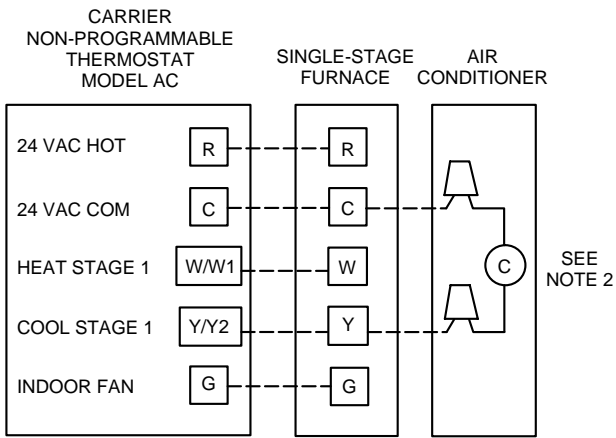 CARRIER
NON-PROGRAMMABLE
THERMOSTAT
MODEL AC
SINGLE-STAGE
FURNACE
AIR
CONDITIONER
24 VAC HOT R R
24 VAC COM C C
HEAT STAGE 1 W/W1 W
C
SEE
NOTE 2
COOL STAGE 1 Y/Y2 Y
INDOOR FAN G G